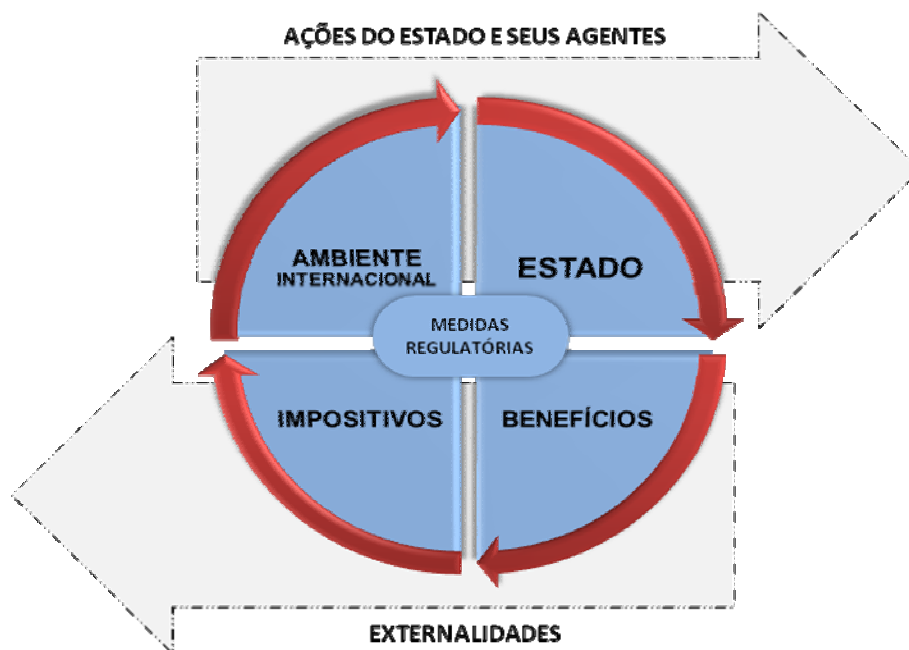 AÇÕES DO ESTADO E SEUS AGENTES
AMBIENTE
INTERNACIONAL
ESTADO
MEDIDAS
REGULATÓRIAS
IMPOSITIVOS
BENEFÍCIOS
EXTERNALIDADES